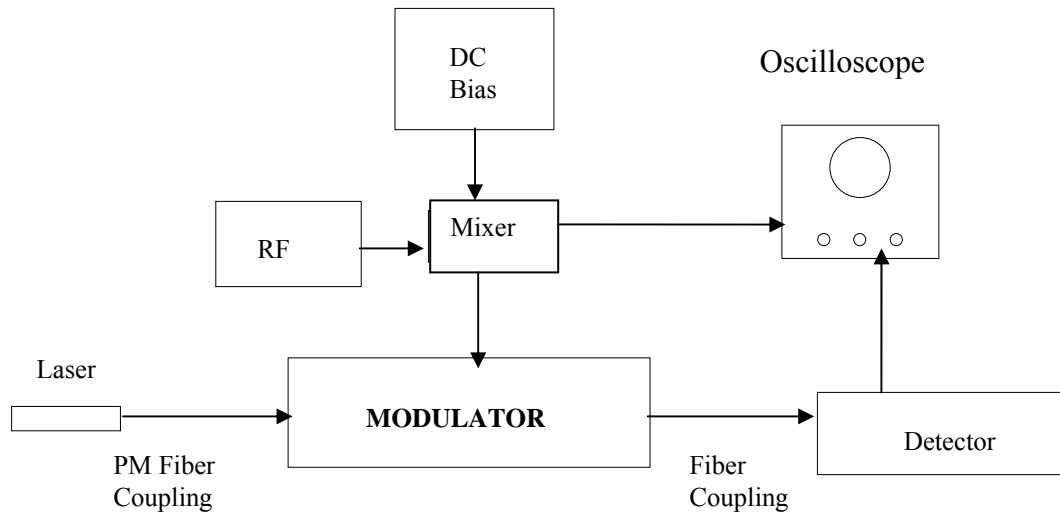 DC
Bias
Oscilloscope
RF
Mixer
Laser
MODULATOR
Detector
PM Fiber
Coupling
Fiber
Coupling